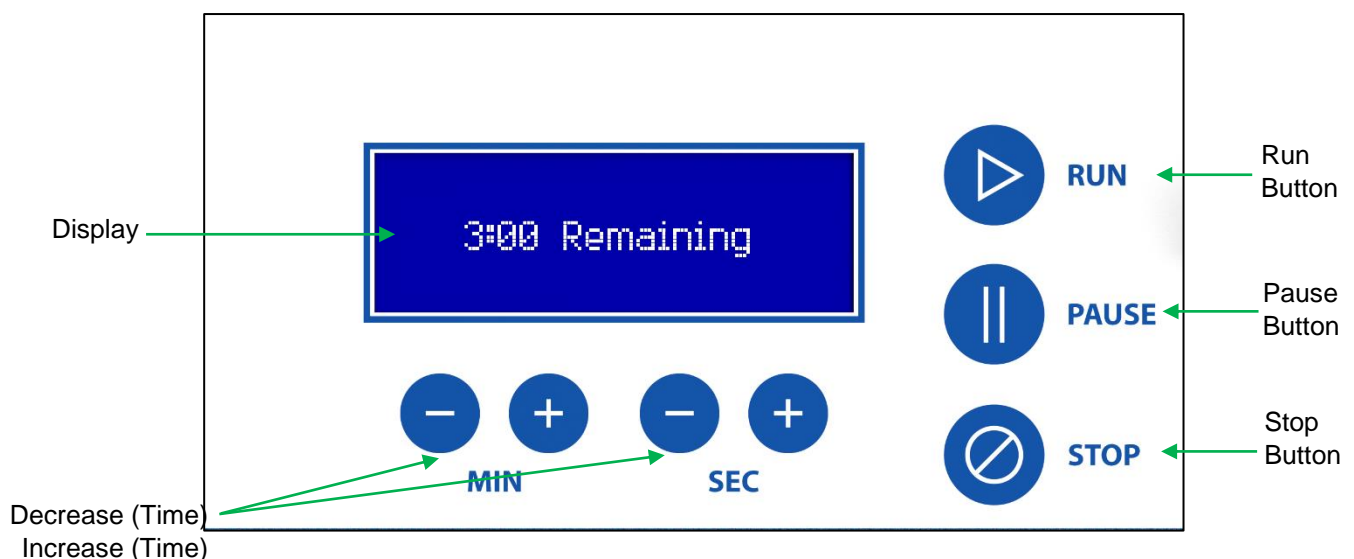 Display
3:00 Remaining
RUN
Run
Button
PAUSE
Pause
Button
STOP
Stop
Button
− + − +
MIN SEC
Decrease (Time)
Increase (Time)